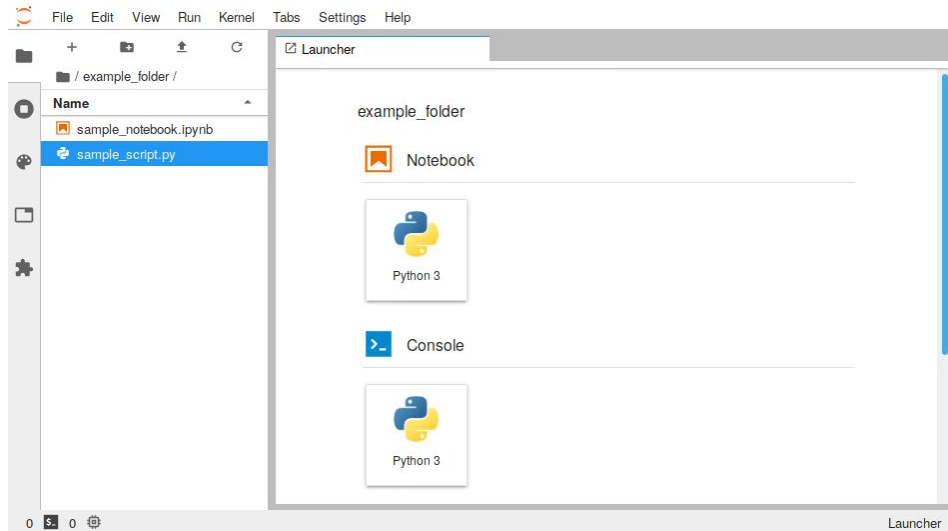 File Edit View Run Kernel Tabs Settings Help
/ example_folder /
Name
sample_notebook.ipynb
sample_script.py
Launcher
example_folder
Notebook
Python 3
Console
Python 3
0 $_ 0
Launcher